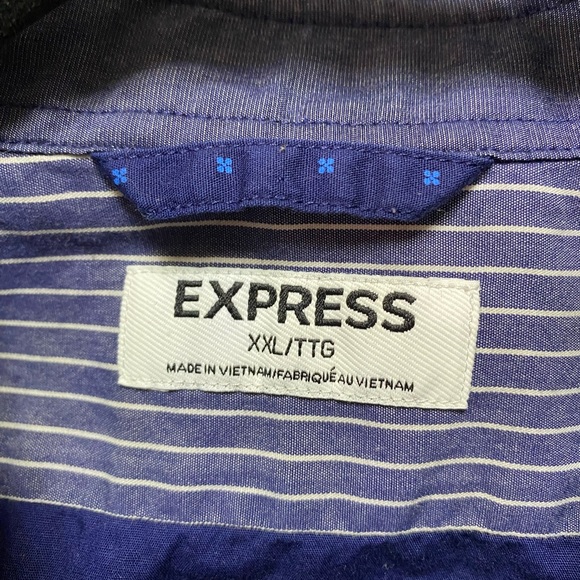 EXPRESS
XXL/TTG
MADE IN VIETNAM/FABRIQUÉ AU VIETNAM